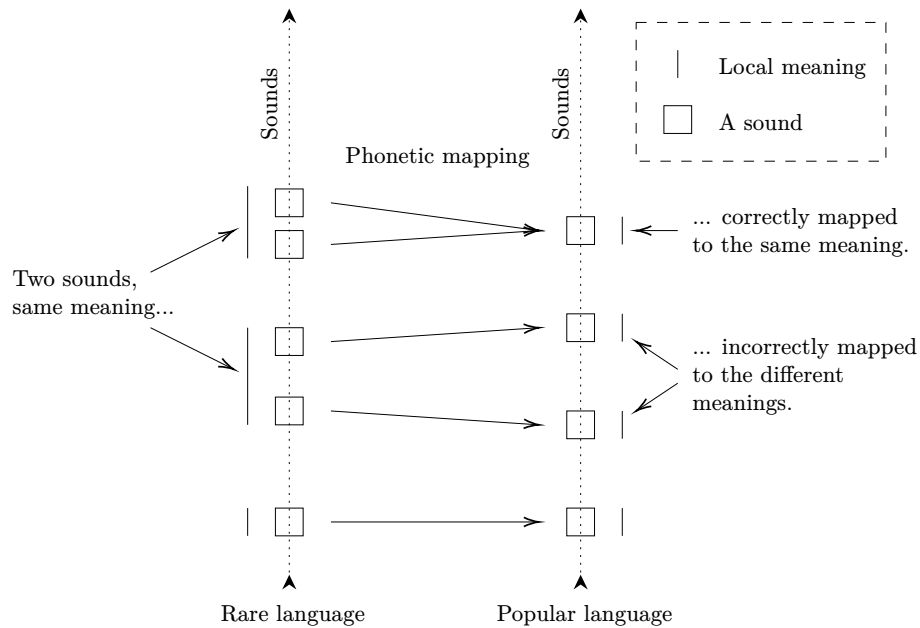 Sounds
Sounds
Local meaning
A sound
Phonetic mapping
Two sounds,
same meaning...
... correctly mapped
to the same meaning.
... incorrectly mapped
to the different
meanings.
Rare language
Popular language